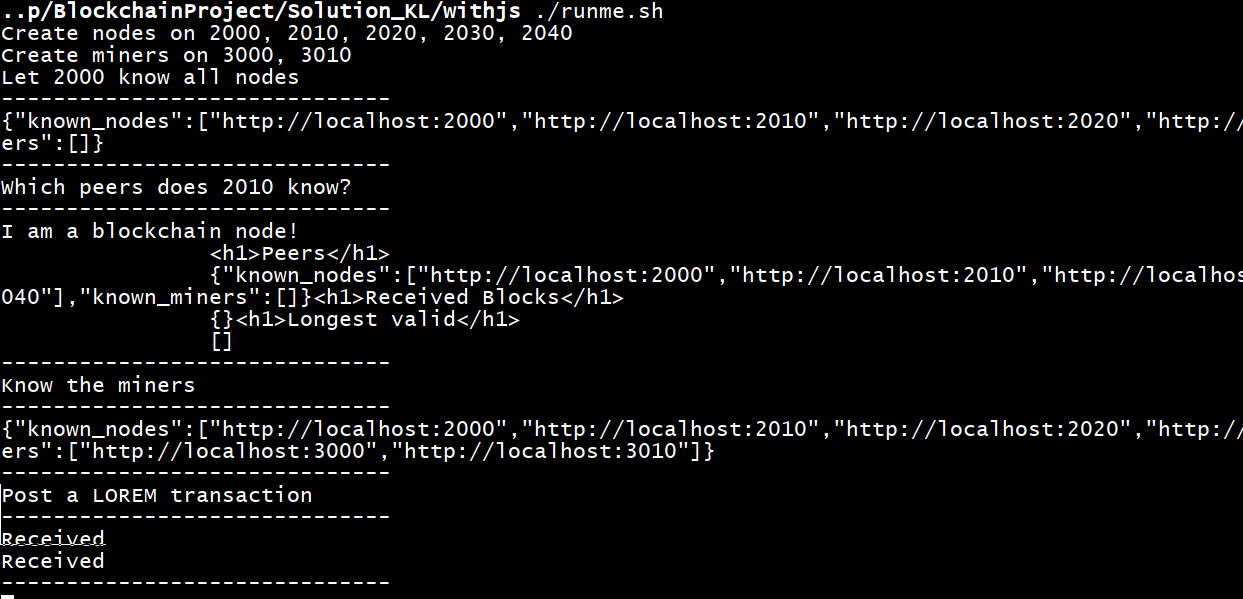 ..p/BlockchainProject/Solution_KL/withjs ./runme.sh
Create nodes on 2000, 2010, 2020, 2030, 2040
Create miners on 3000, 3010
Let 2000 know all nodes
------------------------------
{"known_nodes":["http://localhost:2000","http://localhost:2010","http://localhost:2020","http://
ers":[]}
------------------------------
Which peers does 2010 know?
------------------------------
I am a blockchain node!
<h1>Peers</h1>
{"known_nodes":["http://localhost:2000","http://localhost:2010","http://localhos
040"],"known_miners":[]}<h1>Received Blocks</h1>
{}<h1>Longest valid</h1>
[]
------------------------------
Know the miners
------------------------------
{"known_nodes":["http://localhost:2000","http://localhost:2010","http://localhost:2020","http://
ers":["http://localhost:3000","http://localhost:3010"]}
------------------------------
Post a LOREM transaction
------------------------------
Received
Received
------------------------------